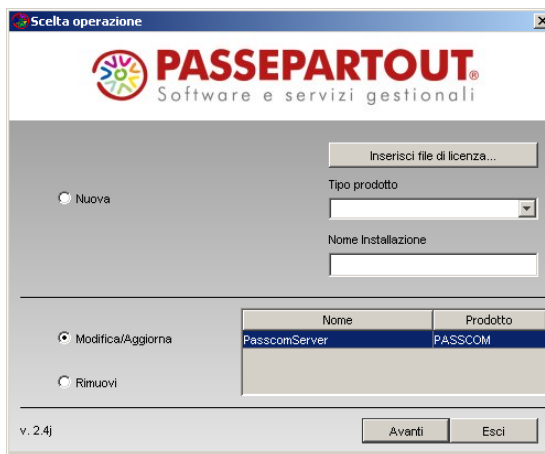 Scelta operazione
PASSEPARTOUT®
Software e servizi gestionali
Inserisci file di licenza...
Tipo prodotto
Nuova
Nome Installazione
Nome Prodotto
Modifica/Aggiorna
PasscomServer PASSCOM
Rimuovi
v. 2.4j
Avanti Esci